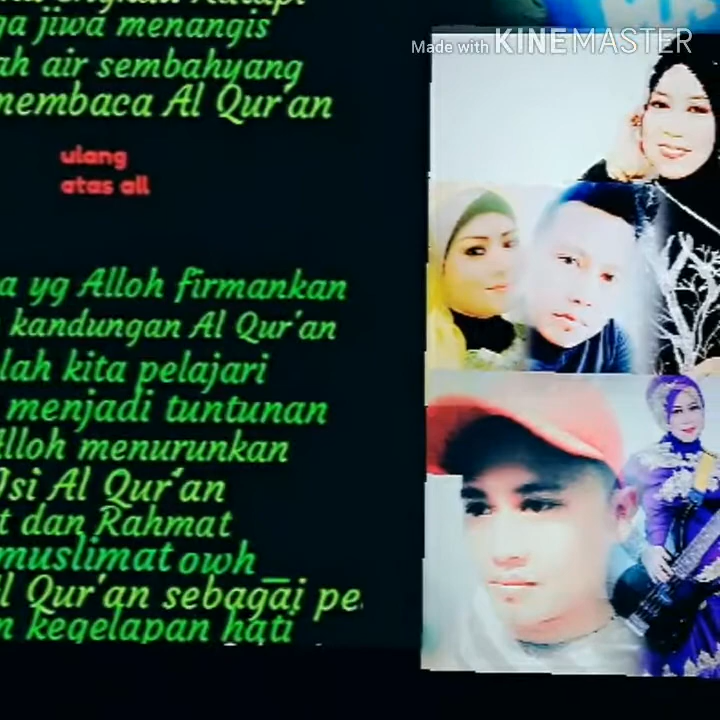 Made with KINEMASTER
ga jiwa menangis
ah air sembahyang
membaca Al Qur'an
ulang
atas all
a yg Alloh firmankan
kandungan Al Qur'an
lah kita pelajari
menjadi tuntunan
Alloh menurunkan
Isi Al Qur'an
t dan Rahmat
muslimat owh _
l Qur'an sebagai pe
n kegelapan hati